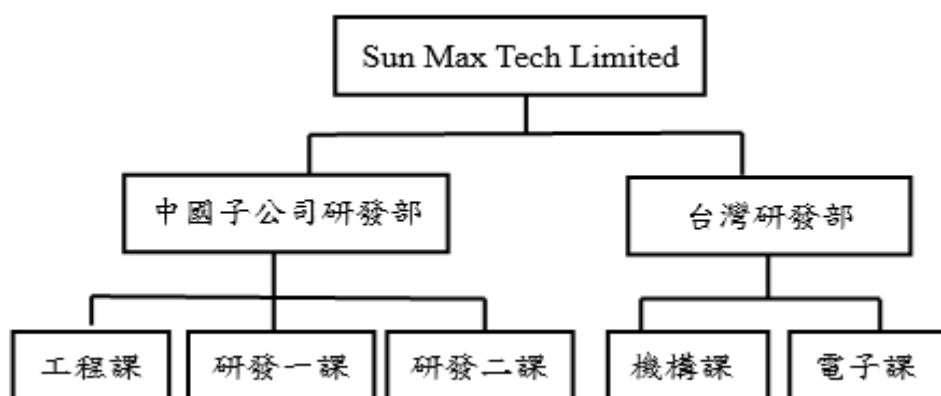 Sun Max Tech Limited
中國子公司研發部
台灣研發部
工程課
研發一課
研發二課
機構課
電子課